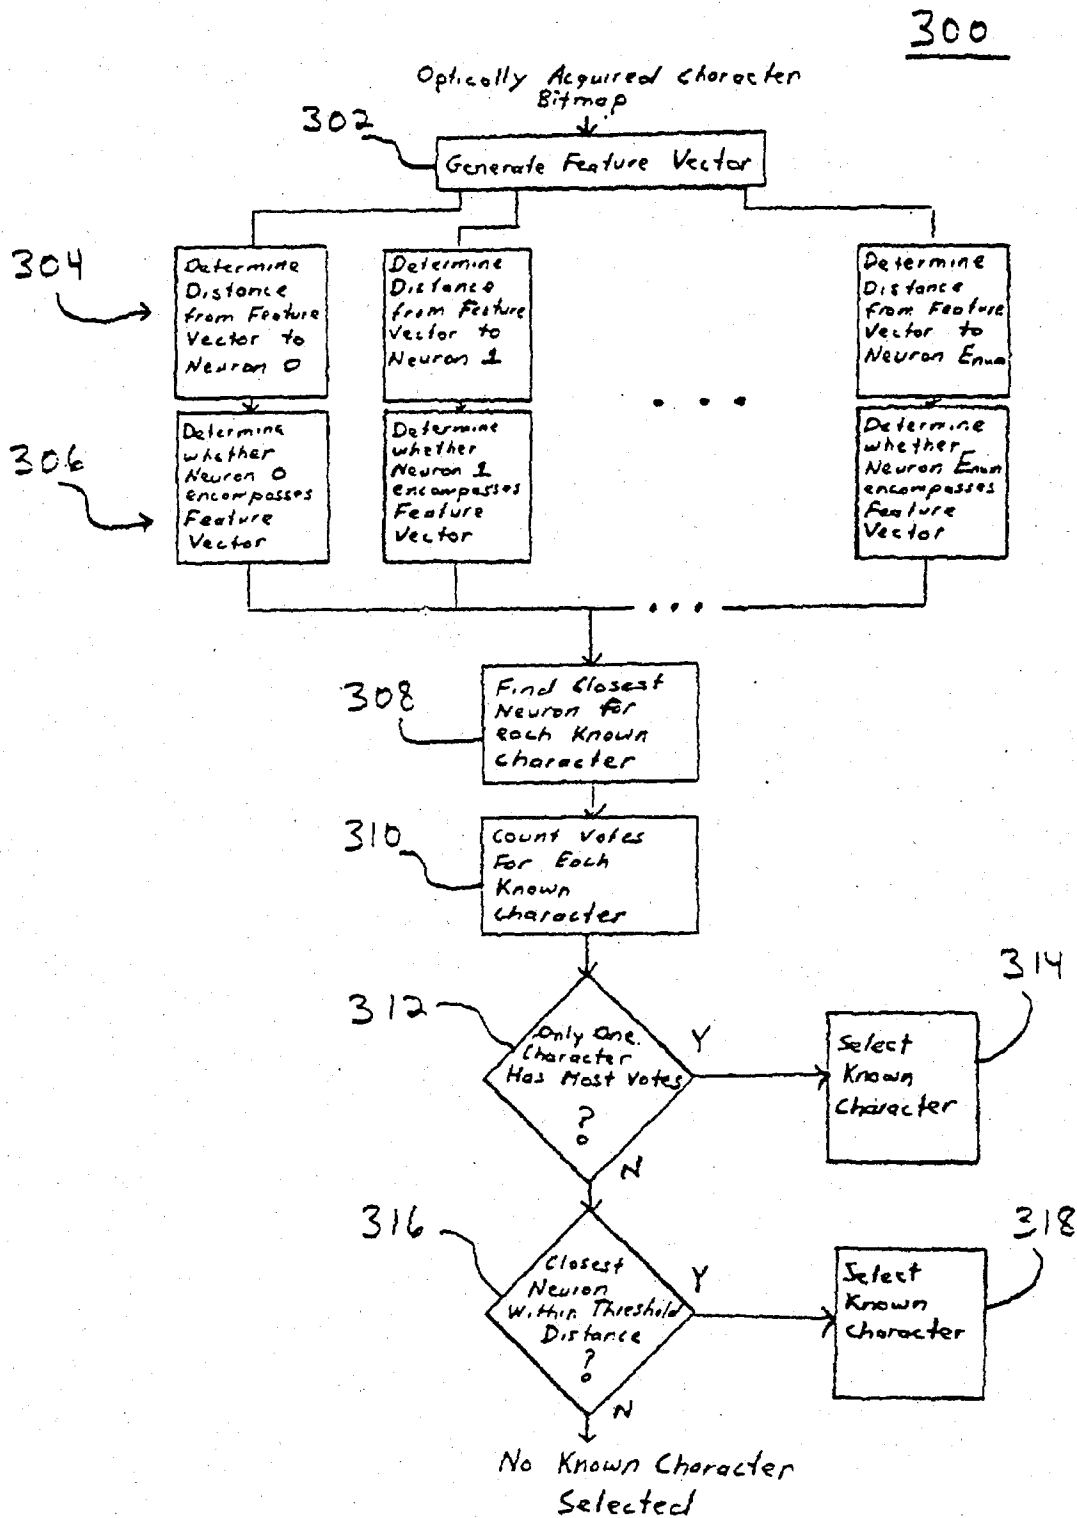 300
Optically Acquired Character
Bitmap
302
Generate Feature Vector
304
Determine
Distance
from Feature
Vector to
Neuron 0
Determine
Distance
from Feature
Vector to
Neuron 1
Determine
Distance
from Feature
Vector to
Neuron Enum
. . .
306
Determine
whether
Neuron 0
encompasses
Feature
Vector
Determine
whether
Neuron 1
encompasses
Feature
Vector
Determine
whether
Neuron Enum
encompasses
Feature
Vector
...
308
Find Closest
Neuron For
each Known
Character
310
Count Votes
For Each
Known
Character
312
Only One
Character
Has Most Votes
?
Y
N
314
Select
Known
Character
316
Closest
Neuron
Within Threshold
Distance
?
Y
N
318
Select
Known
Character
No Known Character
Selected